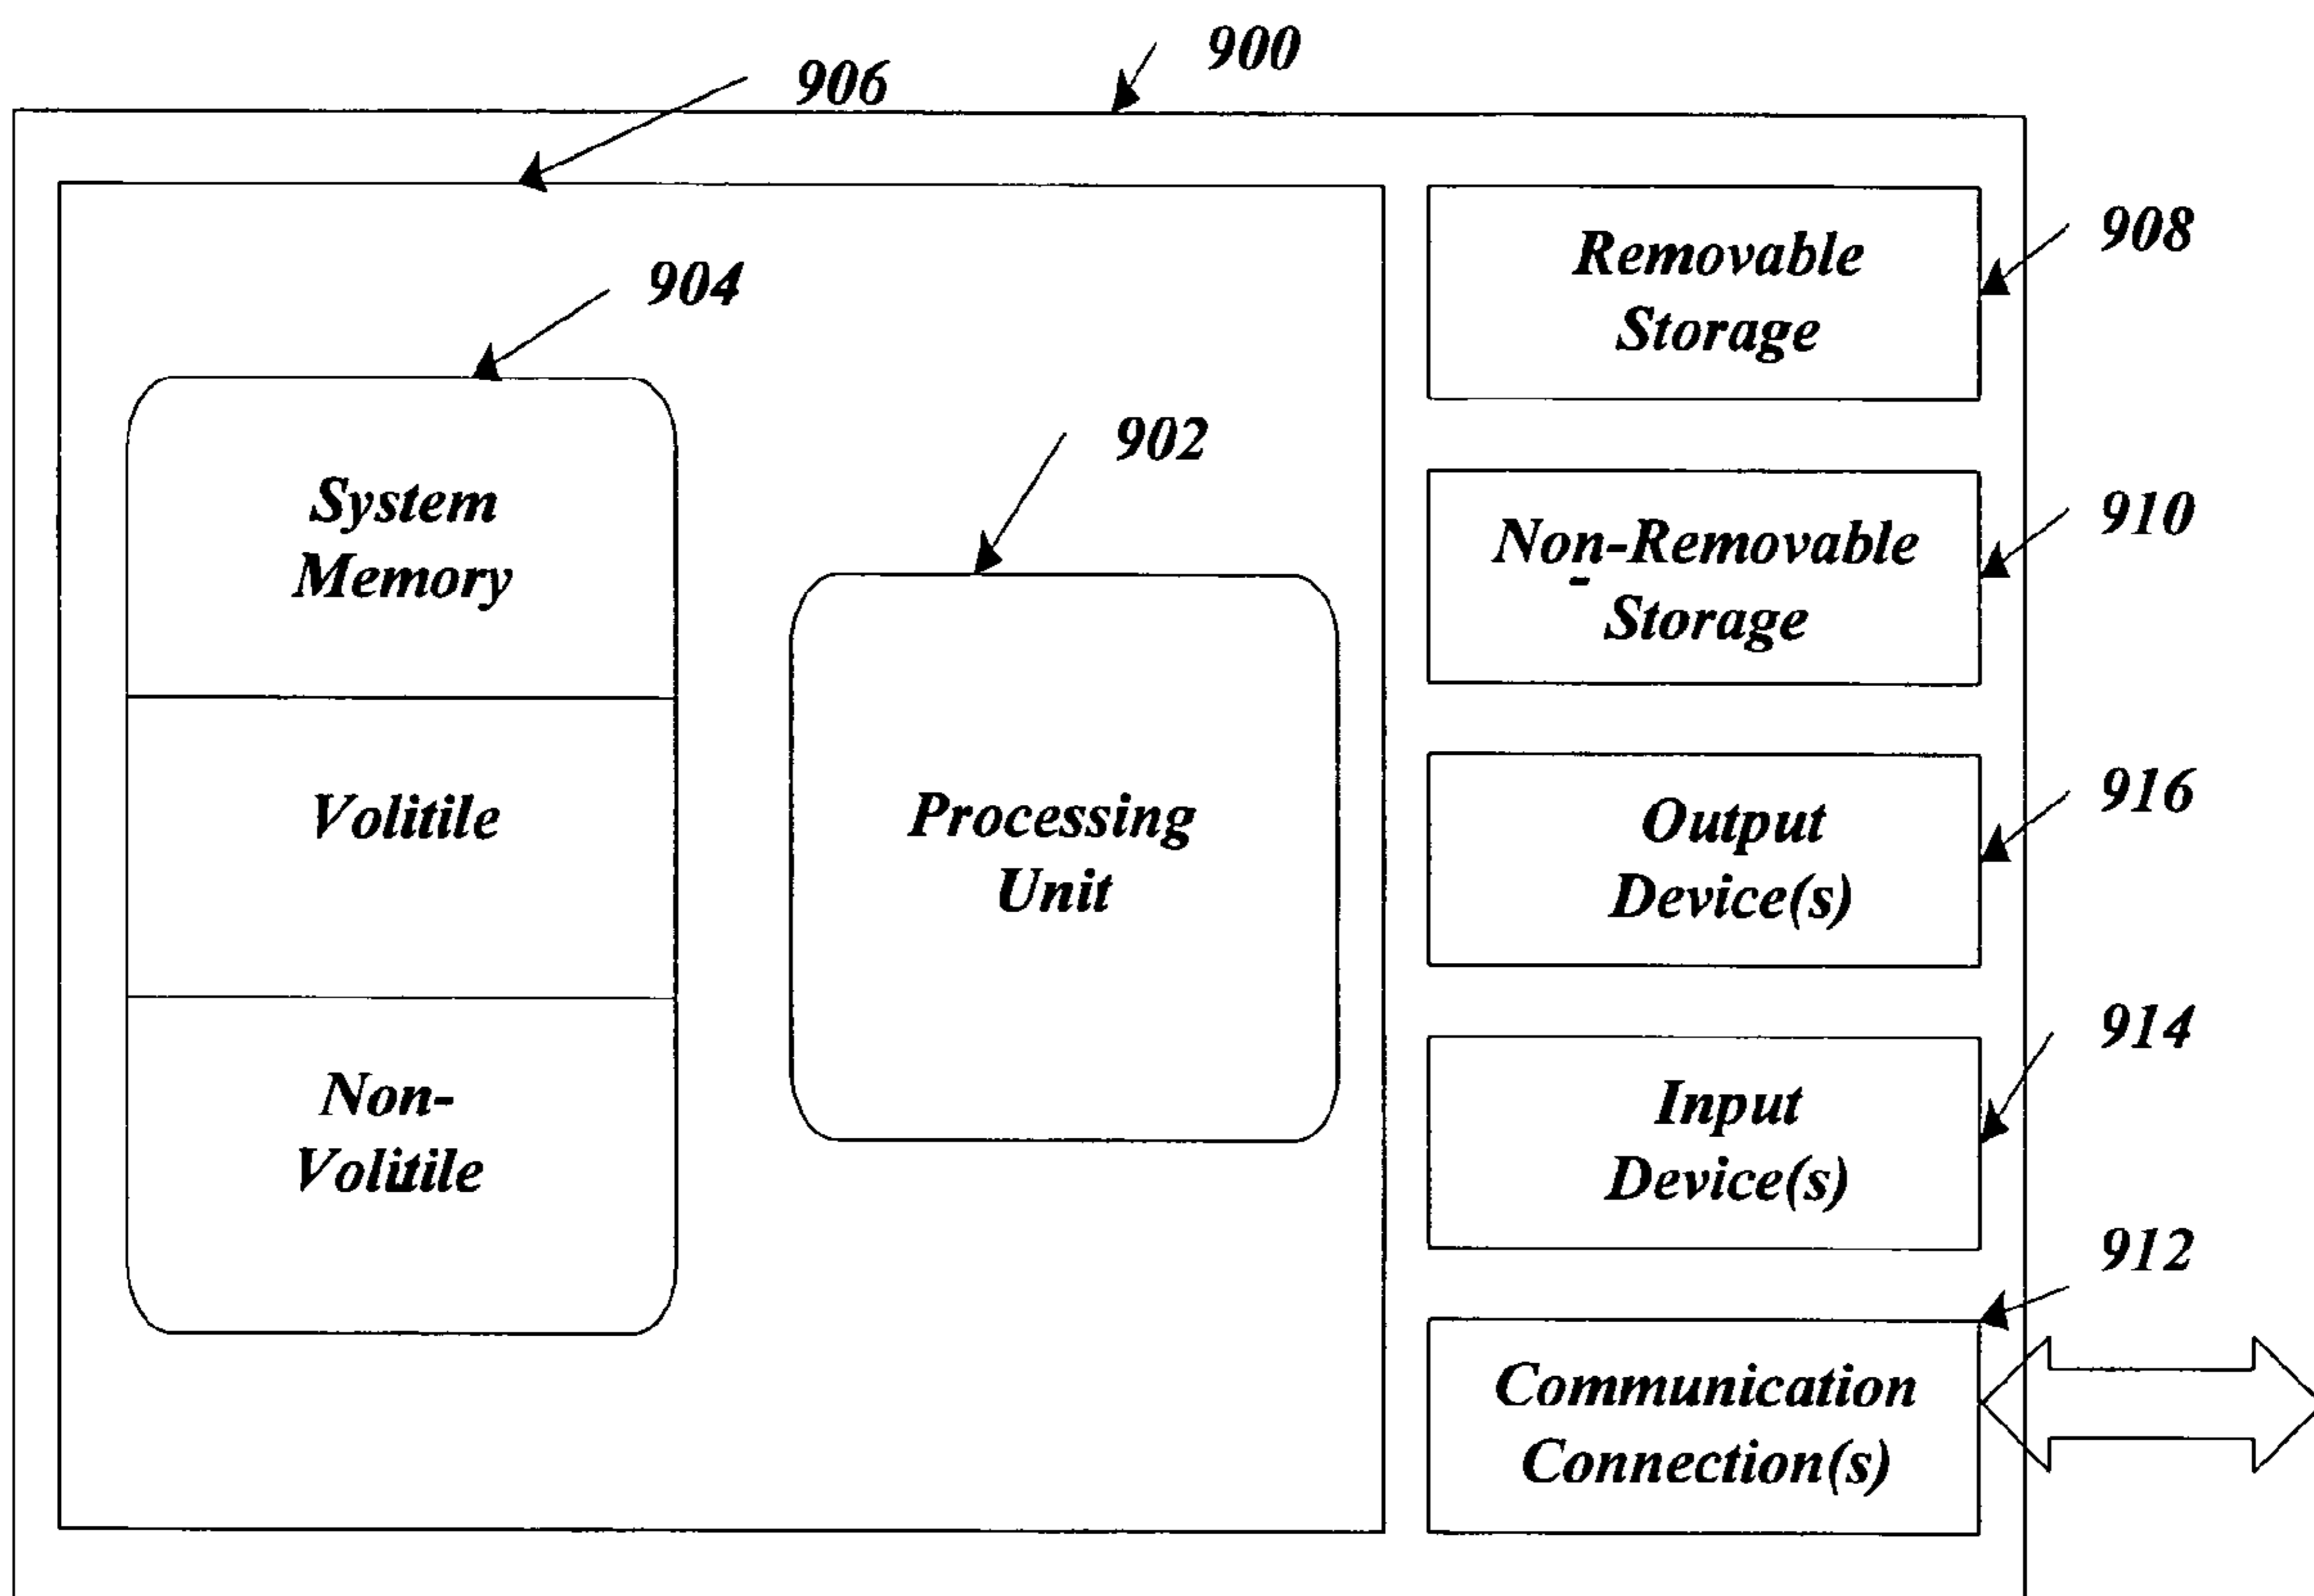 900
906
904
System
Memory
Volitile
Non-
Volitile
902
Processing
Unit
Removable
Storage
908
Non-Removable
Storage
910
Output
Device(s)
916
Input
Device(s)
914
Communication
Connection(s)
912